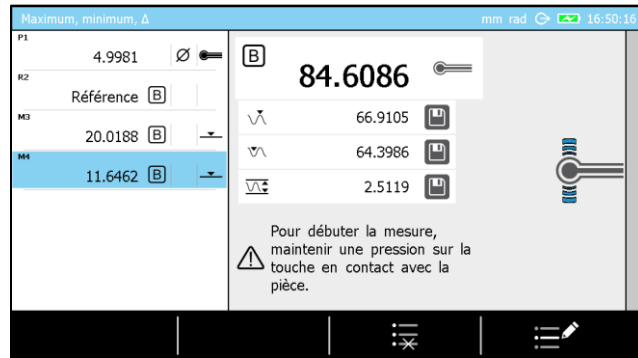 Maximum, minimum, Δ
mm rad 16:50:16
P1
4.9981 Ø
R2
Référence B
M3
20.0188 B
M4
11.6462 B
B
84.6086
66.9105
64.3986
2.5119
Pour débuter la mesure,
maintenir une pression sur la
touche en contact avec la
pièce.